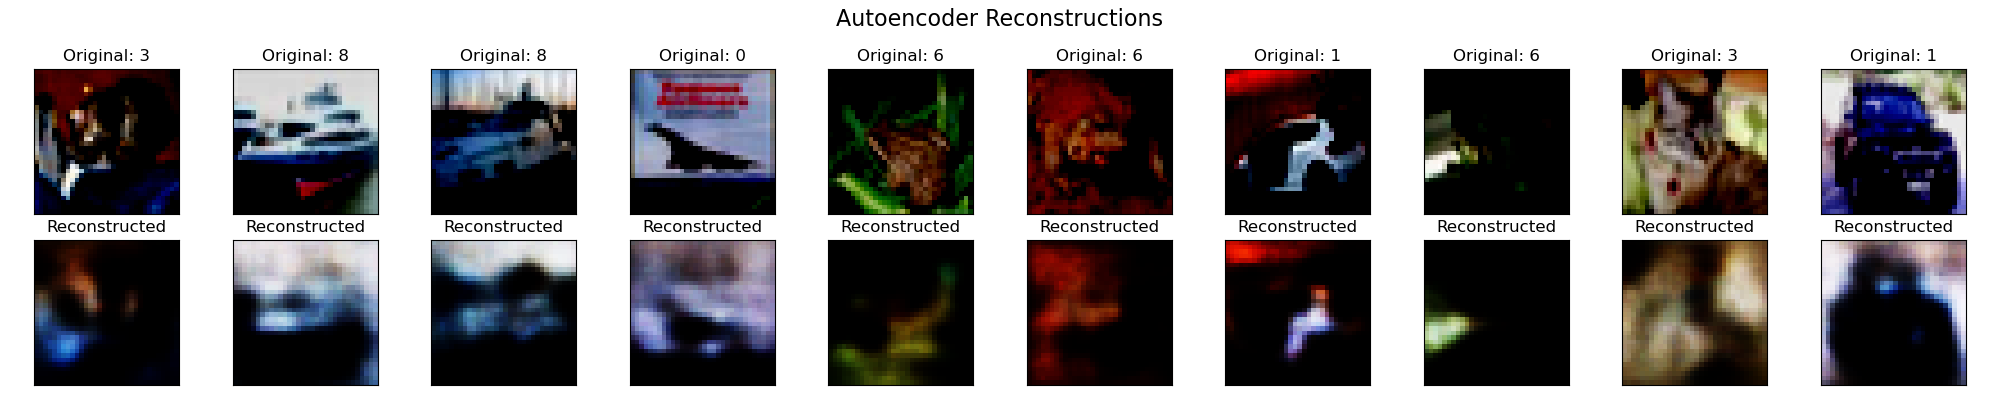 Autoencoder Reconstructions
Original: 3
Original: 8
Original: 8
Original: 0
Original: 6
Original: 6
Original: 1
Original: 6
Original: 3
Original: 1
Reconstructed
Reconstructed
Reconstructed
Reconstructed
Reconstructed
Reconstructed
Reconstructed
Reconstructed
Reconstructed
Reconstructed